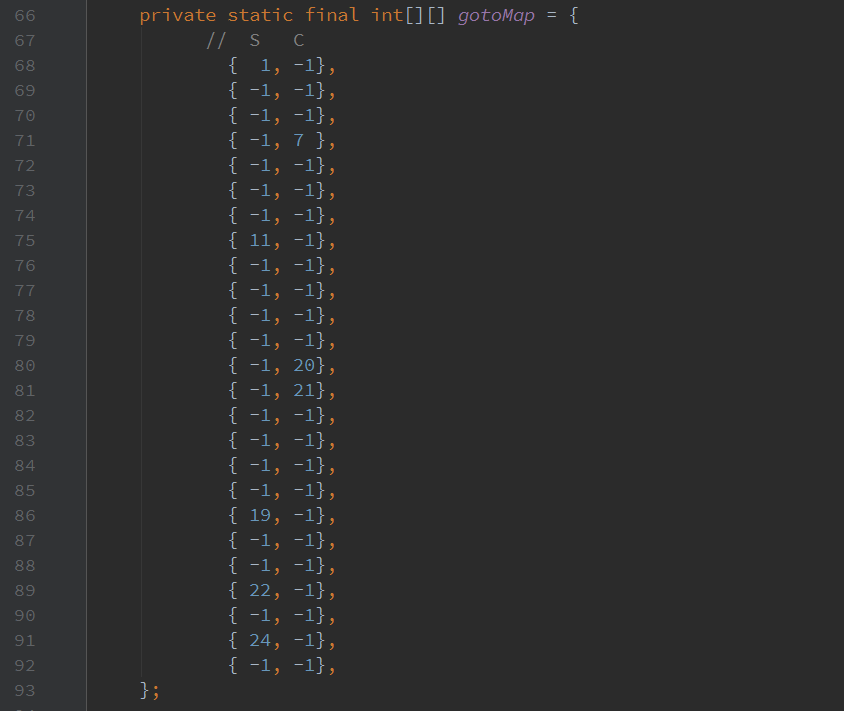 66 private static final int[][] gotoMap = {
67 // S C
68 { 1, -1},
69 { -1, -1},
70 { -1, -1},
71 { -1, 7 },
72 { -1, -1},
73 { -1, -1},
74 { -1, -1},
75 { 11, -1},
76 { -1, -1},
77 { -1, -1},
78 { -1, -1},
79 { -1, -1},
80 { -1, 20},
81 { -1, 21},
82 { -1, -1},
83 { -1, -1},
84 { -1, -1},
85 { -1, -1},
86 { 19, -1},
87 { -1, -1},
88 { -1, -1},
89 { 22, -1},
90 { -1, -1},
91 { 24, -1},
92 { -1, -1},
93 };